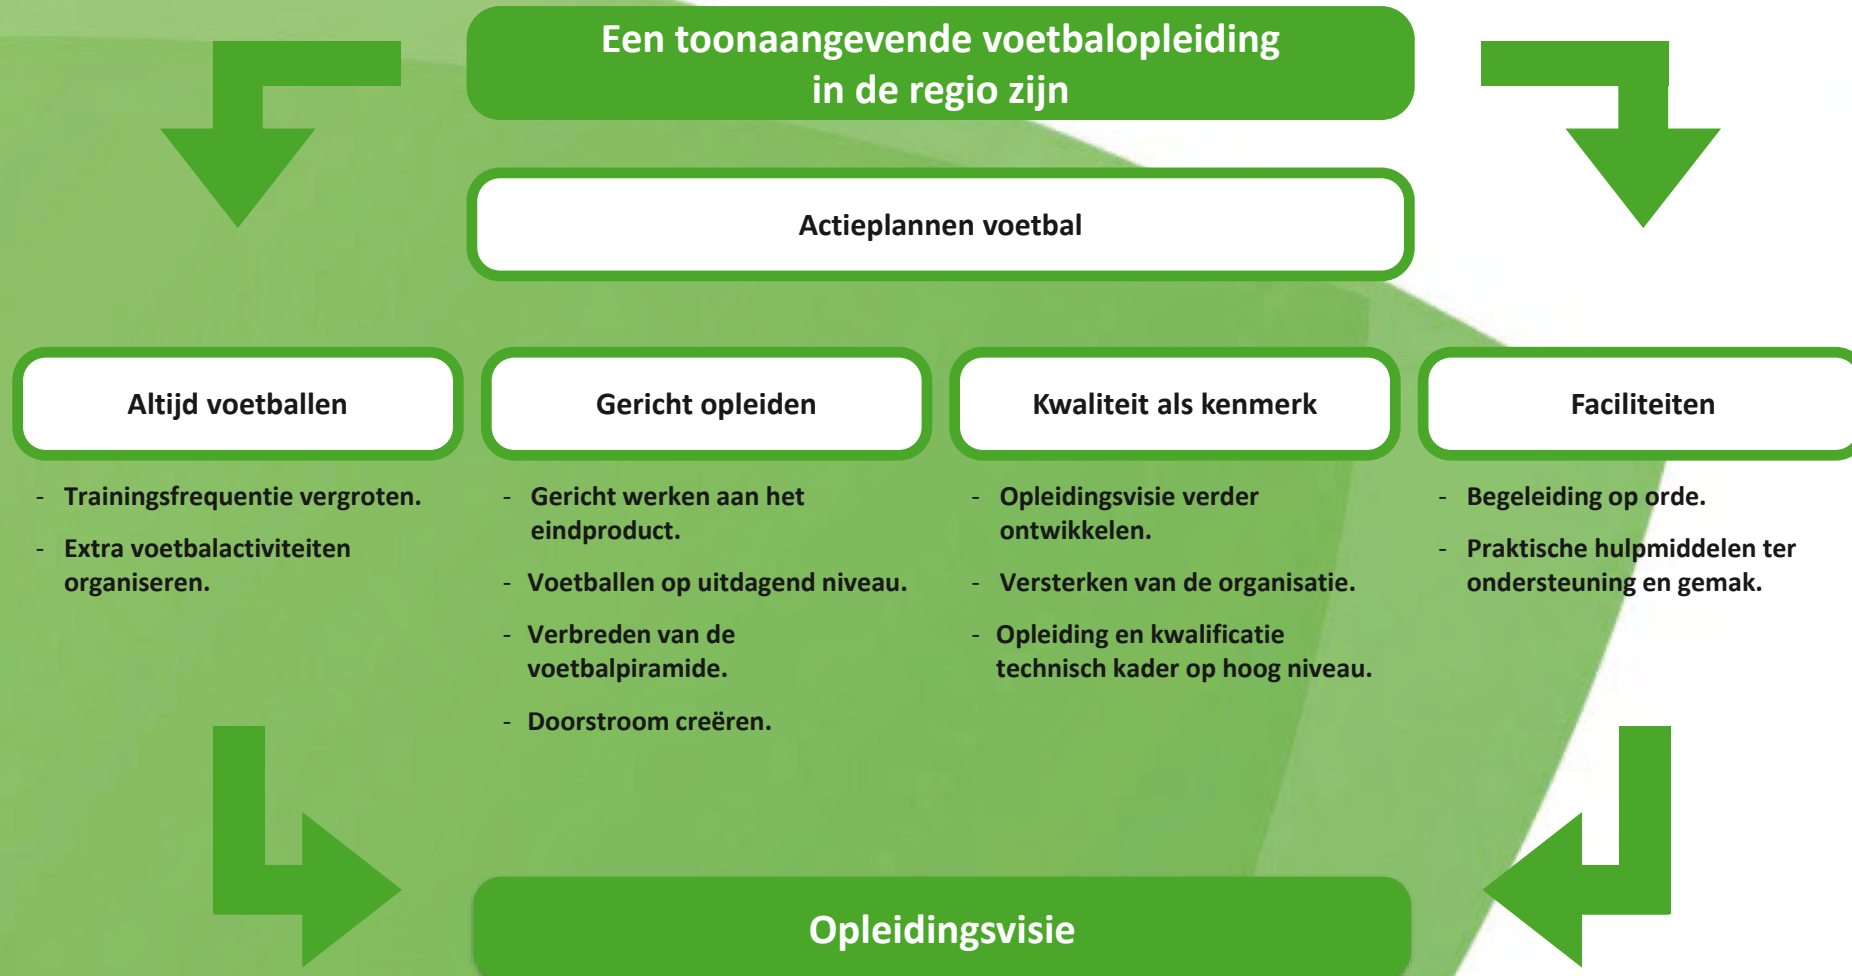 Een toonaangevende voetbalopleiding
in de regio zijn
Actieplannen voetbal
Altijd voetballen
- Trainingsfrequentie vergroten.
- Extra voetbalactiviteiten
organiseren.
Gericht opleiden
- Gericht werken aan het
eindproduct.
- Voetballen op uitdagend niveau.
- Verbreden van de
voetbalpiramide.
- Doorstroom creëren.
Kwaliteit als kenmerk
- Opleidingsvisie verder
ontwikkelen.
- Versterken van de organisatie.
- Opleiding en kwalificatie
technisch kader op hoog niveau.
Faciliteiten
- Begeleiding op orde.
- Praktische hulpmiddelen ter
ondersteuning en gemak.
Opleidingsvisie